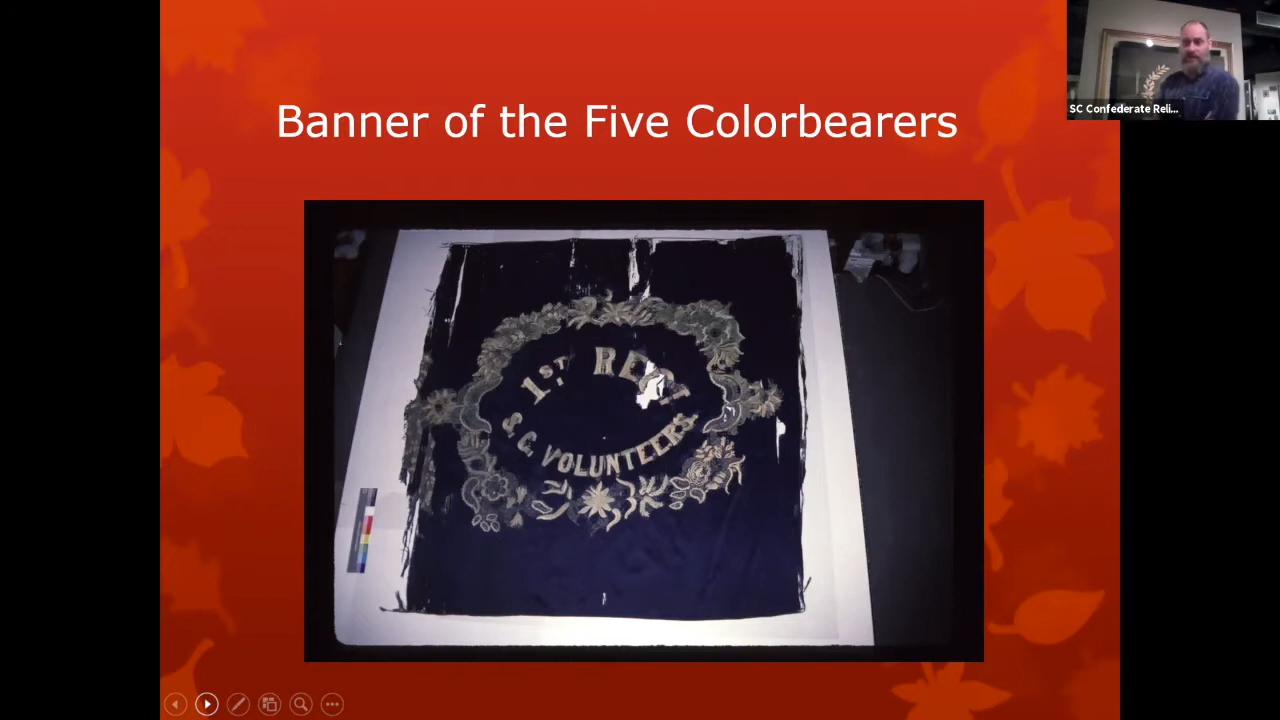 Banner of the Five Colorbearers
SC Confederate Reli...
1ST REGT
S.C. VOLUNTEERS.